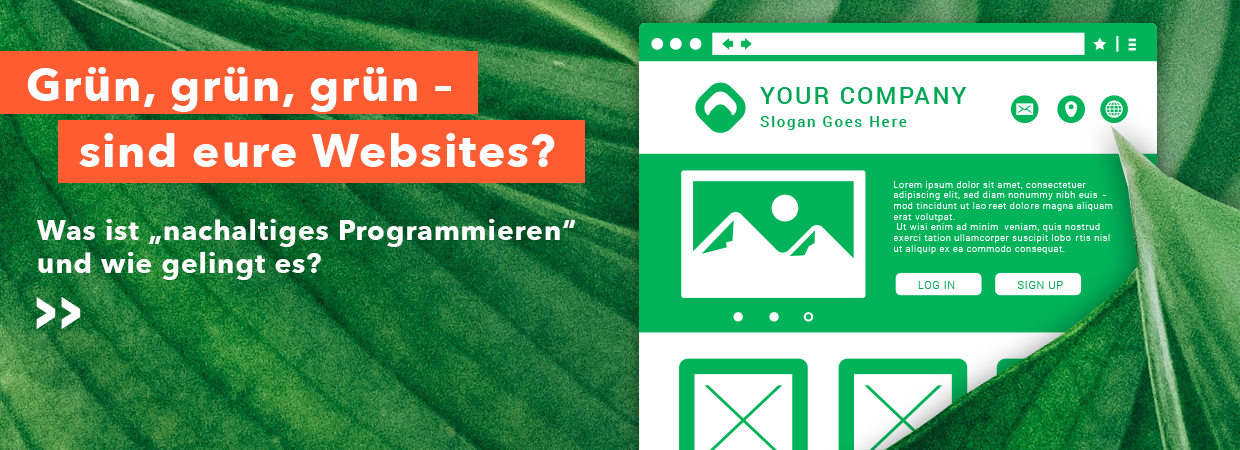 Grün, grün, grün –
sind eure Websites?
Was ist „nachaltiges Programmieren“
und wie gelingt es?
>>
YOUR COMPANY
Slogan Goes Here
Lorem ipsum dolor sit amet, consectetuer
adipiscing elit, sed diam nonummy nibh euis -
mod tincidunt ut lao reet dolore magna aliquam
erat volutpat.
Ut wisi enim ad minim veniam, quis nostrud
exerci tation ullamcorper suscipit lobo rtis nisl
ut aliquip ex ea commodo consequat.
LOG IN
SIGN UP